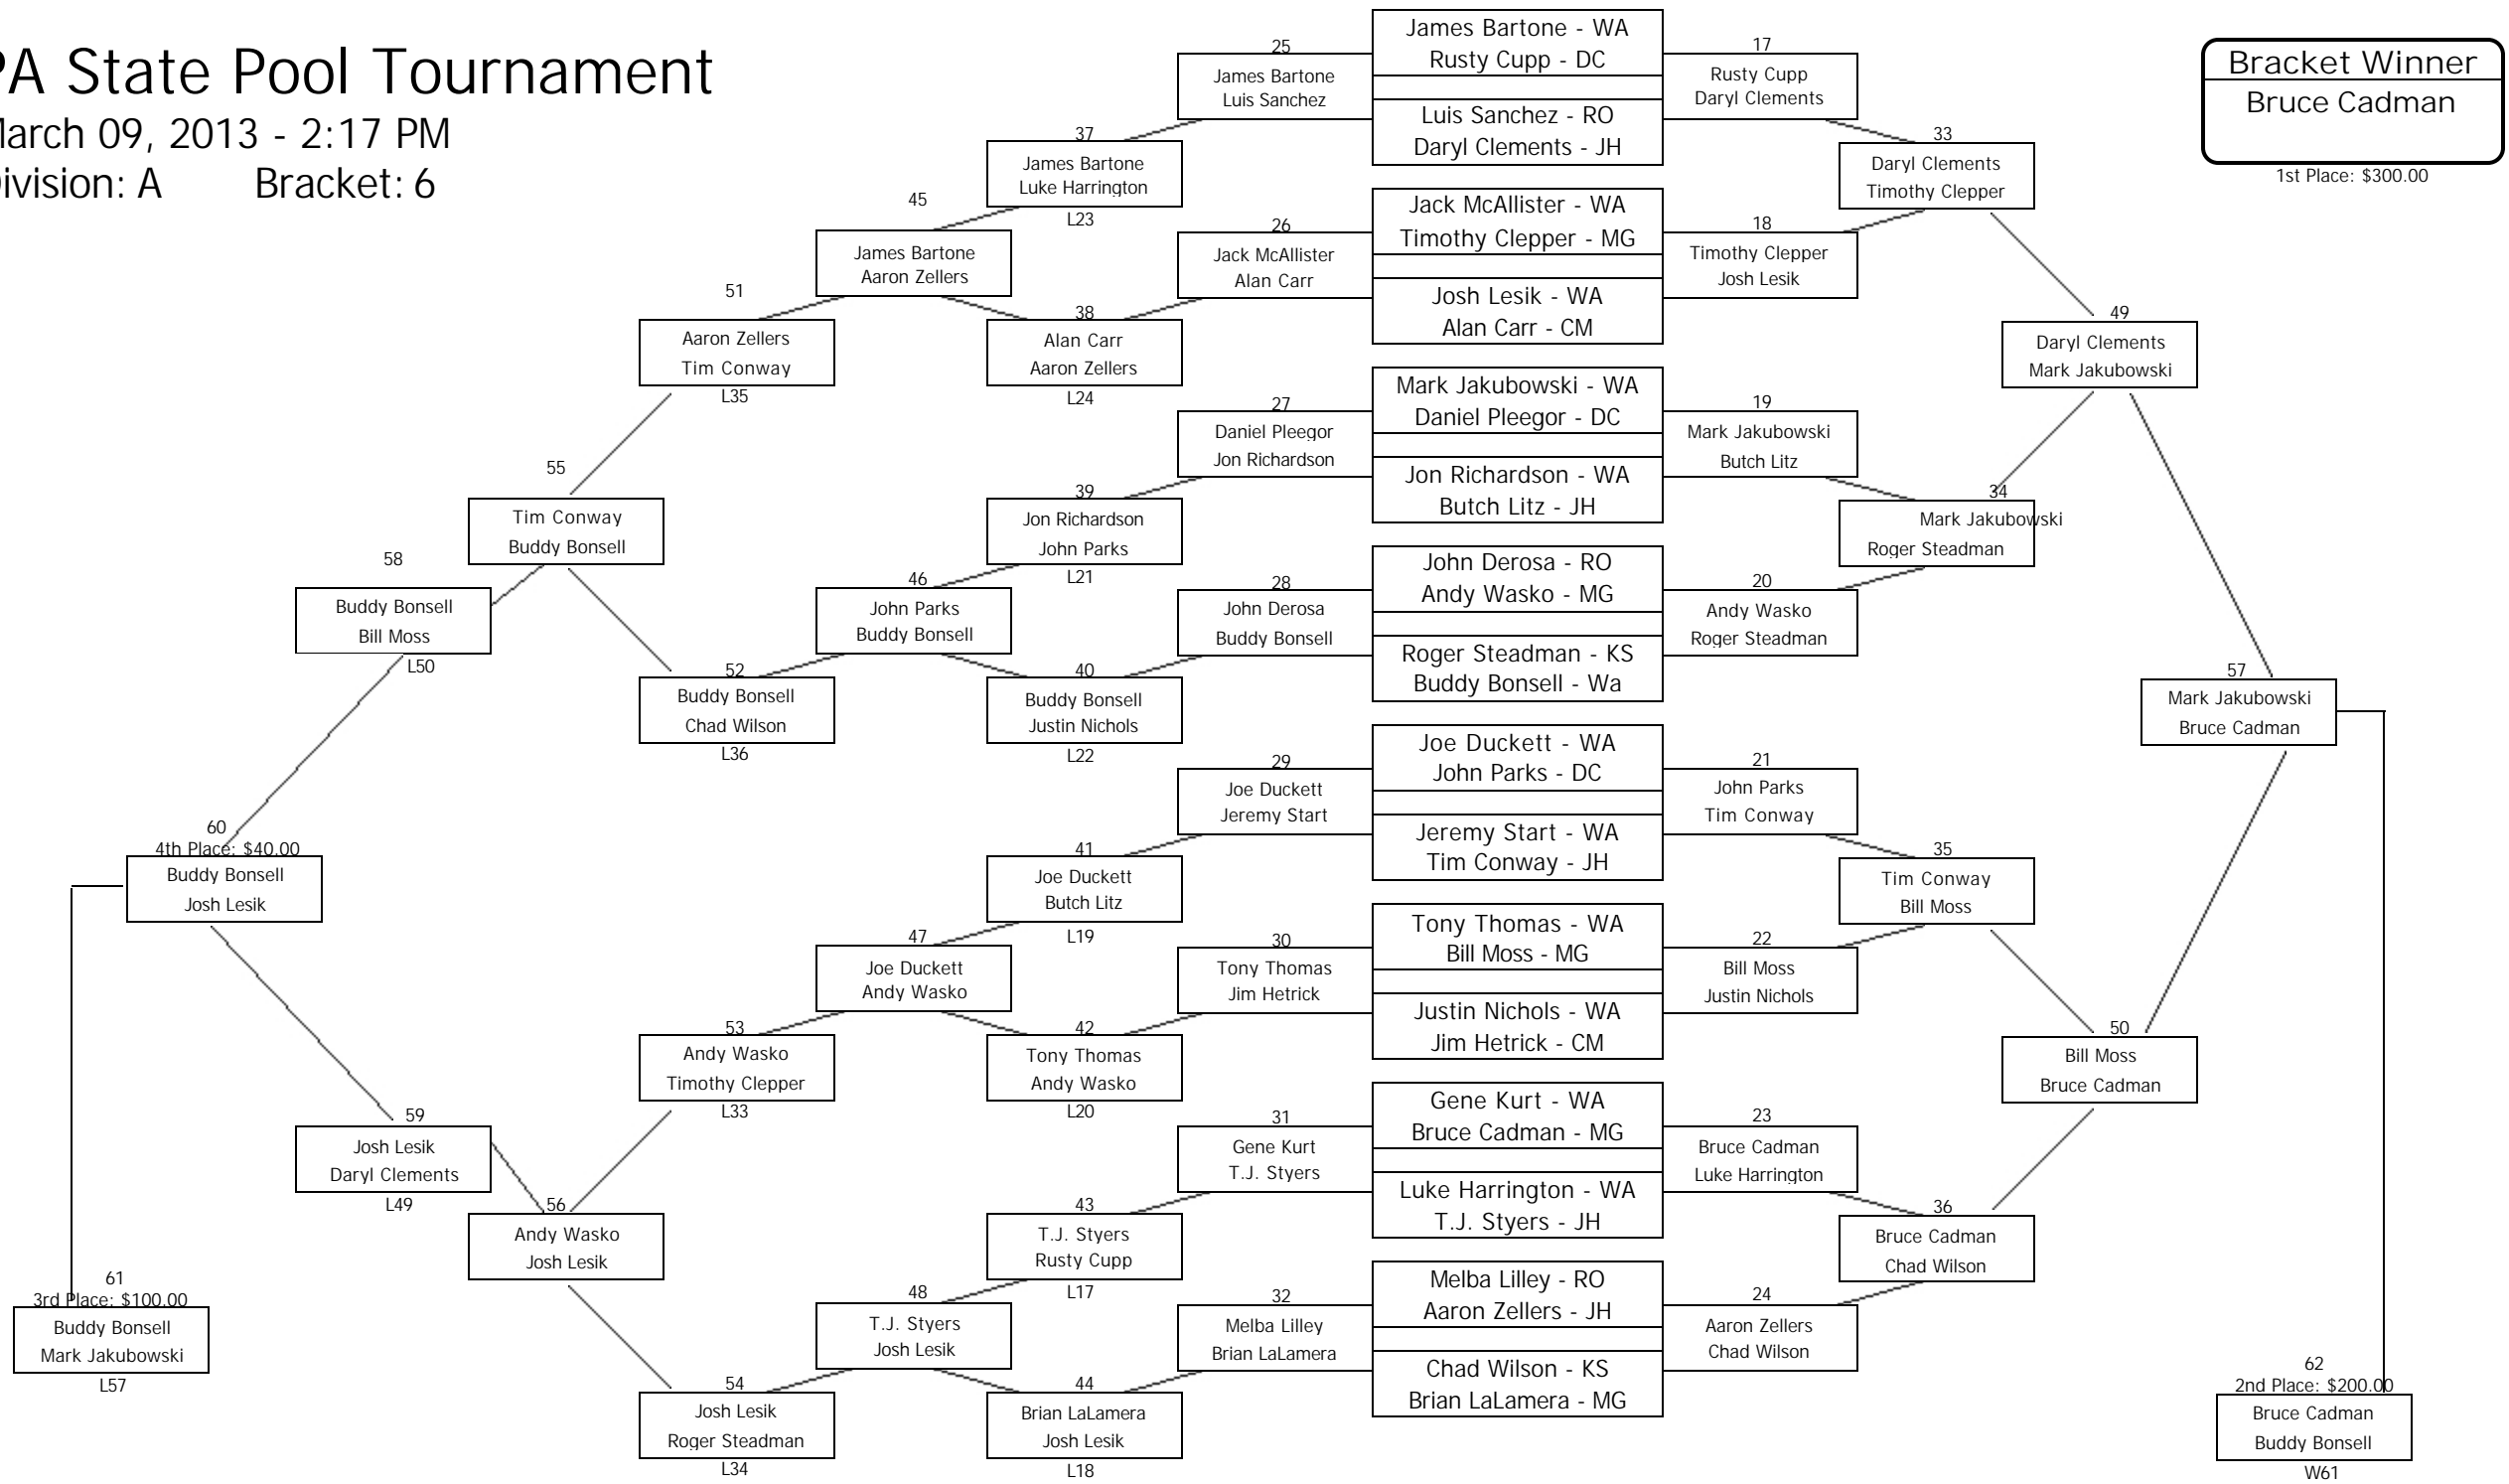 PA State Pool Tournament
March 09, 2013 - 2:17 PM
Division: A Bracket: 6
Bracket Winner
Bruce Cadman
1st Place: $300.00
James Bartone - WA
Rusty Cupp - DC
Luis Sanchez - RO
Daryl Clements - JH
Jack McAllister - WA
Timothy Clepper - MG
Josh Lesik - WA
Alan Carr - CM
Mark Jakubowski - WA
Daniel Pleegor - DC
Jon Richardson - WA
Butch Litz - JH
John Derosa - RO
Andy Wasko - MG
Roger Steadman - KS
Buddy Bonsell - Wa
Joe Duckett - WA
John Parks - DC
Jeremy Start - WA
Tim Conway - JH
Tony Thomas - WA
Bill Moss - MG
Justin Nichols - WA
Jim Hetrick - CM
Gene Kurt - WA
Bruce Cadman - MG
Luke Harrington - WA
T.J. Styers - JH
Melba Lilley - RO
Aaron Zellers - JH
Chad Wilson - KS
Brian LaLamera - MG
17
Rusty Cupp
Daryl Clements
18
Timothy Clepper
Josh Lesik
19
Mark Jakubowski
Butch Litz
20
Andy Wasko
Roger Steadman
21
John Parks
Tim Conway
22
Bill Moss
Justin Nichols
23
Bruce Cadman
Luke Harrington
24
Aaron Zellers
Chad Wilson
25
James Bartone
Luis Sanchez
26
Jack McAllister
Alan Carr
27
Daniel Pleegor
Jon Richardson
28
John Derosa
Buddy Bonsell
29
Joe Duckett
Jeremy Start
30
Tony Thomas
Jim Hetrick
31
Gene Kurt
T.J. Styers
32
Melba Lilley
Brian LaLamera
33
Daryl Clements
Timothy Clepper
34
Mark Jakubowski
Roger Steadman
35
Tim Conway
Bill Moss
36
Bruce Cadman
Chad Wilson
37
James Bartone
Luke Harrington
L23
38
Alan Carr
Aaron Zellers
L24
39
Jon Richardson
John Parks
L21
40
Buddy Bonsell
Justin Nichols
L22
41
Joe Duckett
Butch Litz
L19
42
Tony Thomas
Andy Wasko
L20
43
T.J. Styers
Rusty Cupp
L17
44
Brian LaLamera
Josh Lesik
L18
45
James Bartone
Aaron Zellers
46
John Parks
Buddy Bonsell
47
Joe Duckett
Andy Wasko
48
T.J. Styers
Josh Lesik
49
Daryl Clements
Mark Jakubowski
50
Bill Moss
Bruce Cadman
51
Aaron Zellers
Tim Conway
L35
52
Buddy Bonsell
Chad Wilson
L36
53
Andy Wasko
Timothy Clepper
L33
54
Josh Lesik
Roger Steadman
L34
55
Tim Conway
Buddy Bonsell
56
Andy Wasko
Josh Lesik
57
Mark Jakubowski
Bruce Cadman
58
Buddy Bonsell
Bill Moss
L50
59
Josh Lesik
Daryl Clements
L49
60
4th Place: $40.00
Buddy Bonsell
Josh Lesik
61
3rd Place: $100.00
Buddy Bonsell
Mark Jakubowski
L57
62
2nd Place: $200.00
Bruce Cadman
Buddy Bonsell
W61